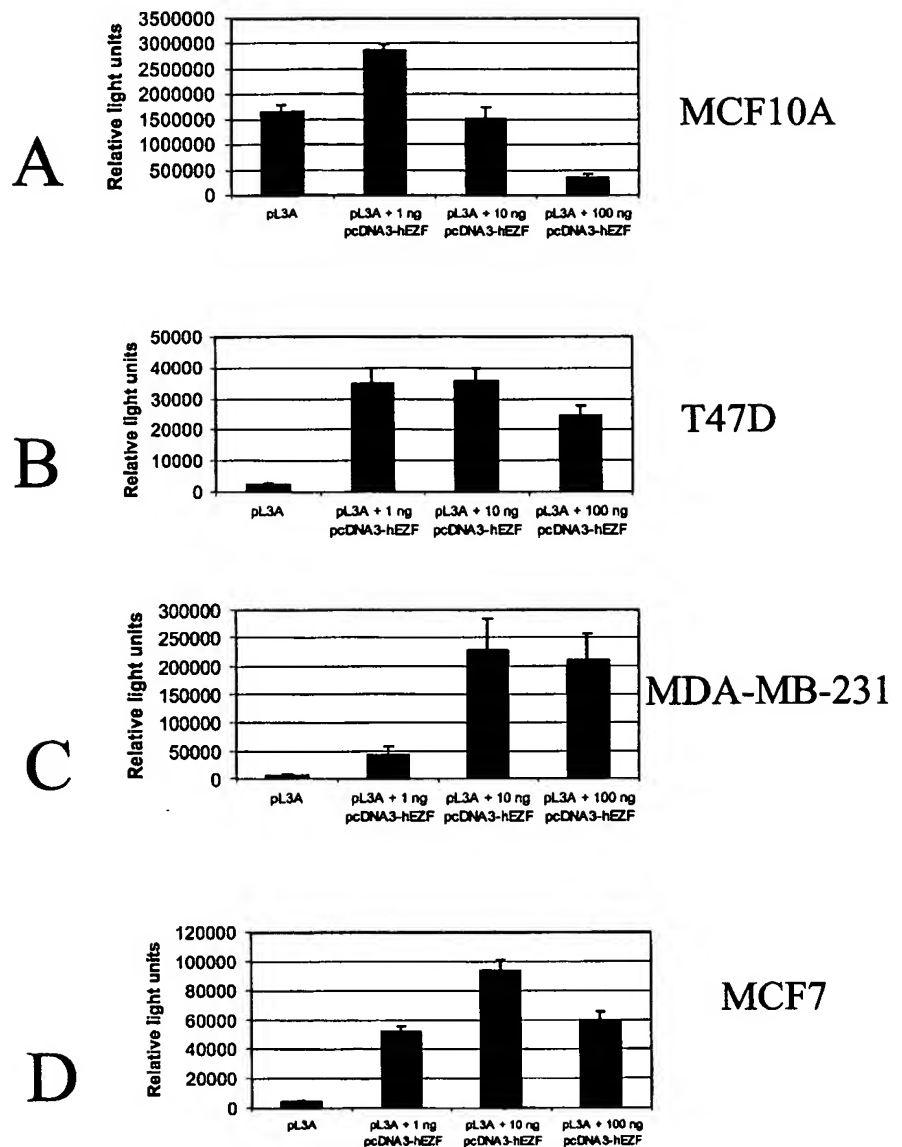 A
Relative light units
3500000
3000000
2500000
2000000
1500000
1000000
500000
0
pL3A
pL3A + 1 ng
pcDNA3-hEZF
pL3A + 10 ng
pcDNA3-hEZF
pL3A + 100 ng
pcDNA3-hEZF
MCF10A
B
Relative light units
50000
40000
30000
20000
10000
0
pL3A
pL3A + 1 ng
pcDNA3-hEZF
pL3A + 10 ng
pcDNA3-hEZF
pL3A + 100 ng
pcDNA3-hEZF
T47D
C
Relative light units
300000
250000
200000
150000
100000
50000
0
pL3A
pL3A + 1 ng
pcDNA3-hEZF
pL3A + 10 ng
pcDNA3-hEZF
pL3A + 100 ng
pcDNA3-hEZF
MDA-MB-231
D
Relative light units
120000
100000
80000
60000
40000
20000
0
pL3A
pL3A + 1 ng
pcDNA3-hEZF
pL3A + 10 ng
pcDNA3-hEZF
pL3A + 100 ng
pcDNA3-hEZF
MCF7